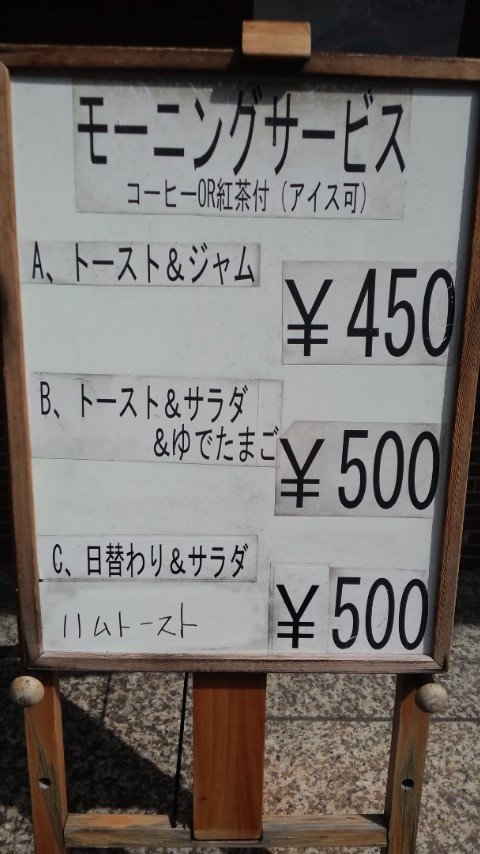 モーニングサービス
コーヒーOR紅茶付（アイス可）
A、トースト＆ジャム
￥450
B、トースト＆サラダ
＆ゆでたまご
￥500
C、日替わり＆サラダ
ハムトースト
￥500